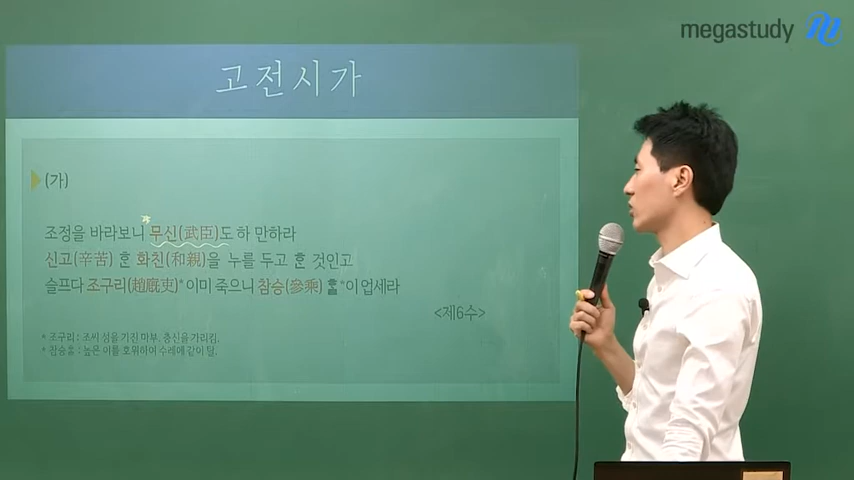 megastudy
고전시가
(가)
조정을 바라보니 무신(武臣)도 하 만하라
신고(辛苦) 혼 화친(和親)을 누를 두고 혼 것인고
슬프다 조구리(趙廐吏)*이미 죽으니 참승(參乘) *이 업세라
<제6수>
* 조구리 : 조씨 성을 가진 마부. 충신을 가리킴.
* 참승 : 높은 이를 호위하여 수레에 같이 탐.
megastudy